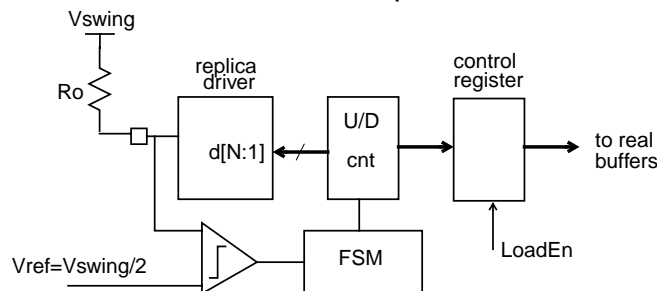 Vswing
Ro
replica
driver
d[N:1]
U/D
cnt
control
register
to real
buffers
LoadEn
FSM
Vref=Vswing/2